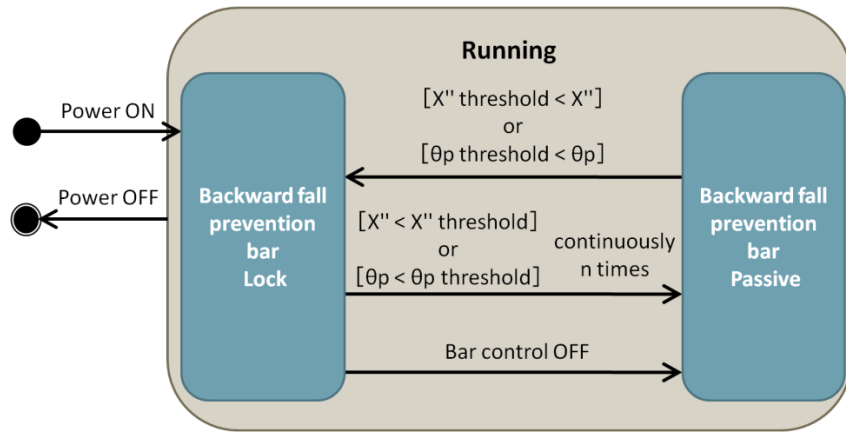 Running
Power ON
Power OFF
Backward fall
prevention
bar
Lock
[X'' threshold < X'']
or
[θp threshold < θp]
[X'' < X'' threshold]
or
[θp < θp threshold]
continuously
n times
Bar control OFF
Backward fall
prevention
bar
Passive